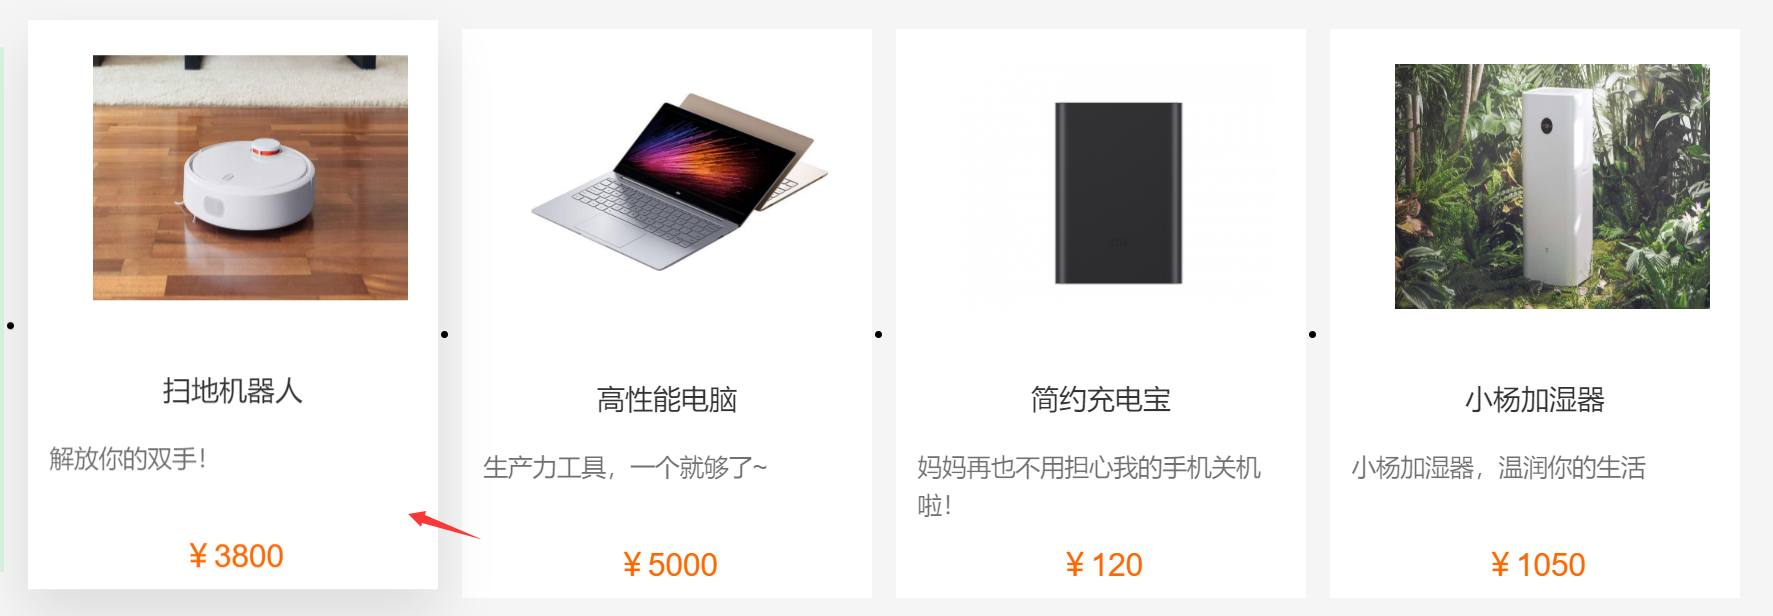 扫地机器人
解放你的双手！
￥3800
高性能电脑
生产力工具，一个就够了~
￥5000
简约充电宝
妈妈再也不用担心我的手机关机
啦！
￥120
小杨加湿器
小杨加湿器，温润你的生活
￥1050